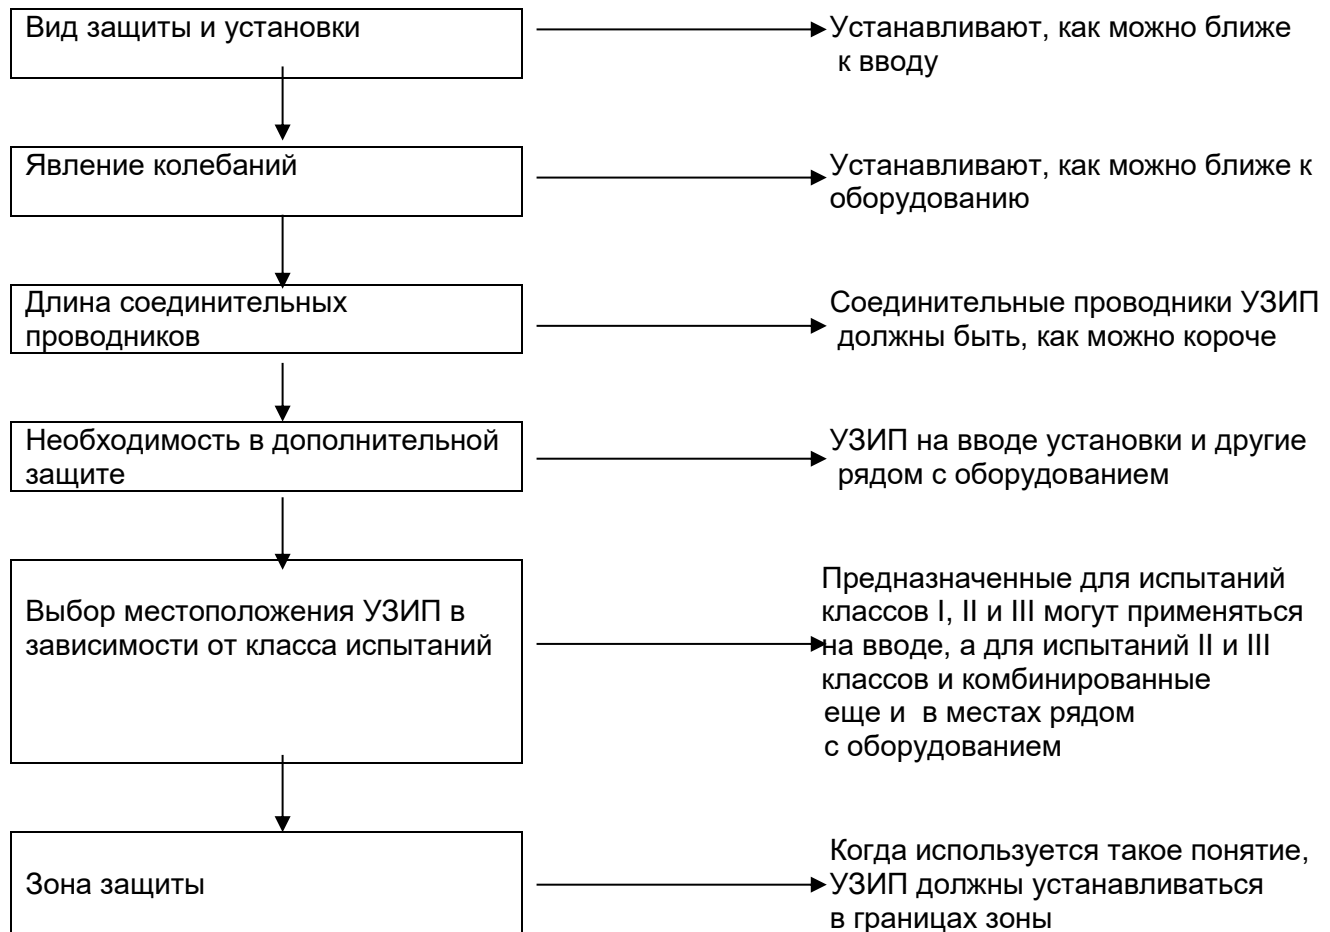 Вид защиты и установки
Устанавливают, как можно ближе
к вводу
Явление колебаний
Устанавливают, как можно ближе к
оборудованию
Длина соединительных
проводников
Соединительные проводники УЗИП
должны быть, как можно короче
Необходимость в дополнительной
защите
УЗИП на вводе установки и другие
рядом с оборудованием
Выбор местоположения УЗИП в
зависимости от класса испытаний
Предназначенные для испытаний
классов I, II и III могут применяться
на вводе, а для испытаний II и III
классов и комбинированные
еще и в местах рядом
с оборудованием
Зона защиты
Когда используется такое понятие,
УЗИП должны устанавливаться
в границах зоны